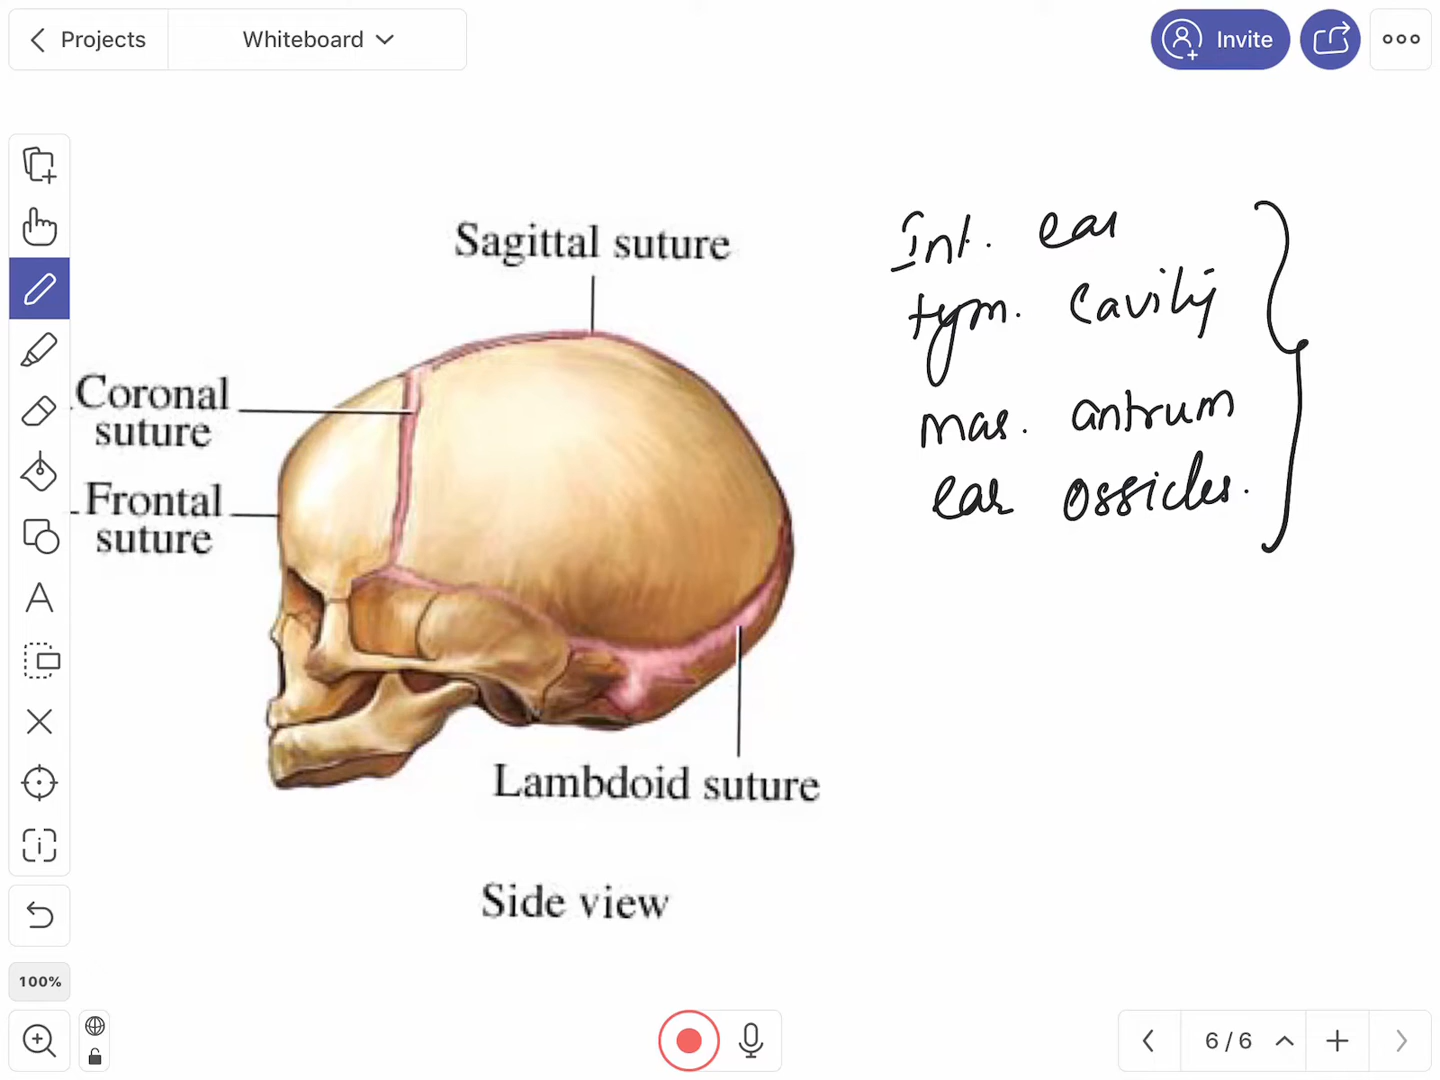 Projects
Whiteboard
Invite
Sagittal suture
Int. ear
tym. cavity
Coronal
suture
mas. antrum
Frontal
suture
ear ossicles.
A
Lambdoid suture
Side view
100%
6 / 6